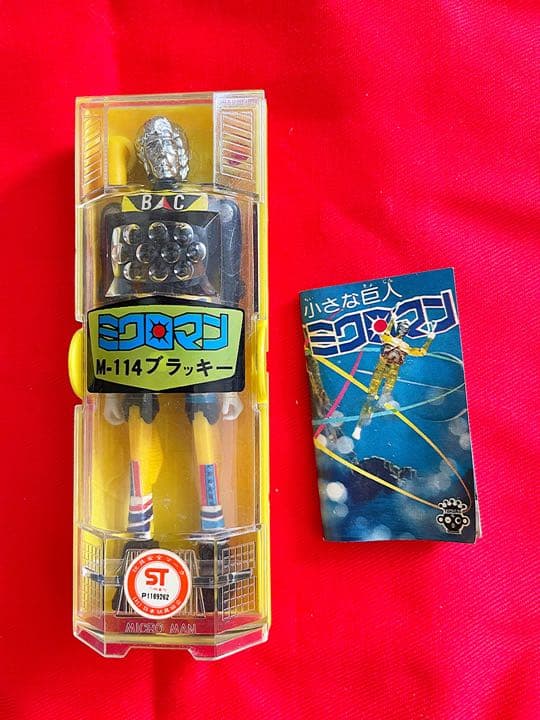 B C
ミクロマン
M-114ブラッキー
ST
P1169262
MICRO MAN
小さな巨人
ミクロマン